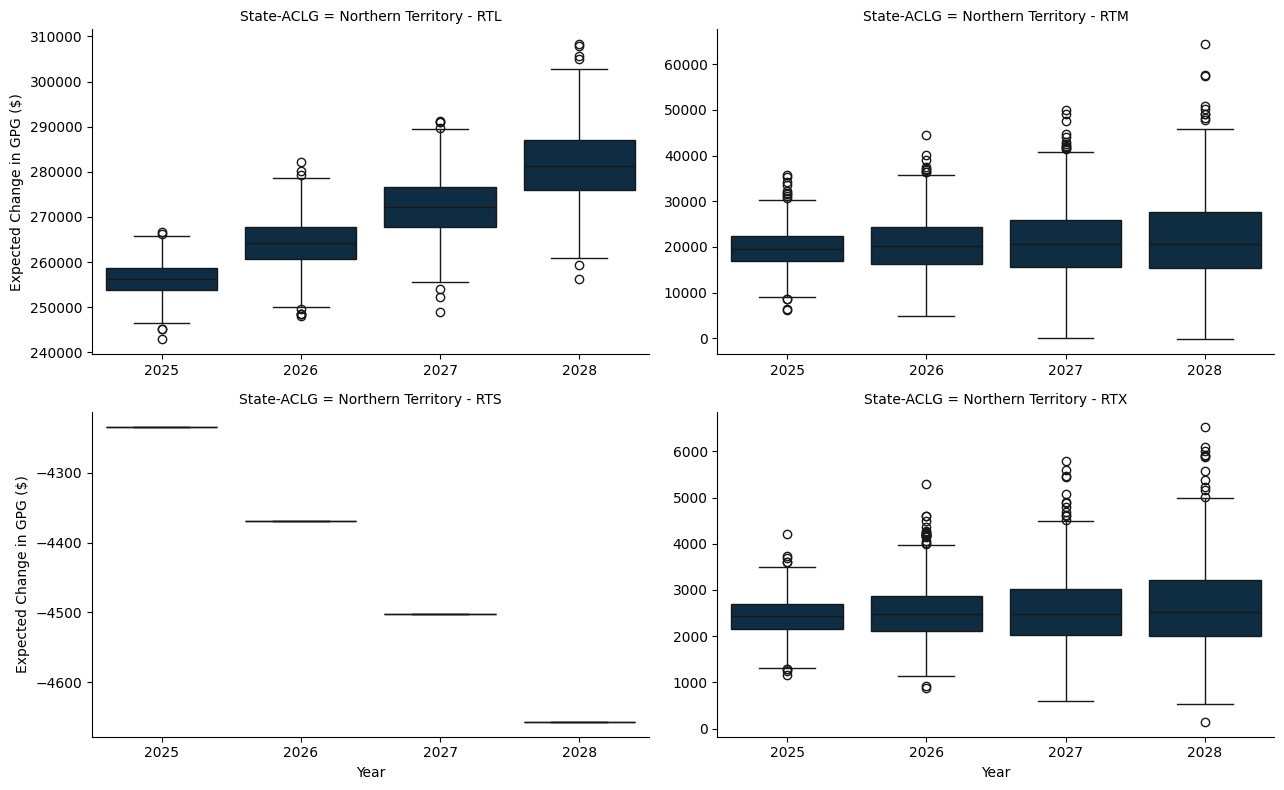 State-ACLG = Northern Territory - RTL
Expected Change in GPG ($)
310000
300000
290000
280000
270000
260000
250000
240000
2025 2026 2027 2028
State-ACLG = Northern Territory - RTM
60000
50000
40000
30000
20000
10000
0
2025 2026 2027 2028
State-ACLG = Northern Territory - RTS
Expected Change in GPG ($)
−4300
−4400
−4500
−4600
2025 2026 2027 2028
Year
State-ACLG = Northern Territory - RTX
6000
5000
4000
3000
2000
1000
0
2025 2026 2027 2028
Year